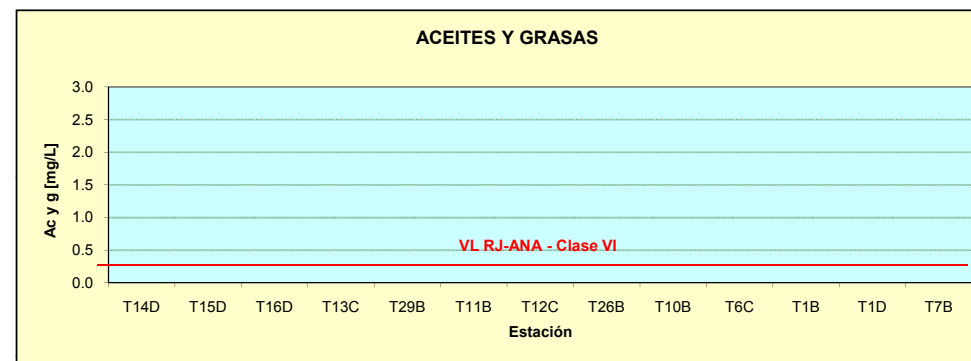 ACEITES Y GRASAS
3.0
2.5
2.0
1.5
1.0
0.5
0.0
Ac y g [mg/L]
VL RJ-ANA - Clase VI
T14D T15D T16D T13C T29B T11B T12C T26B T10B T6C T1B T1D T7B
Estación